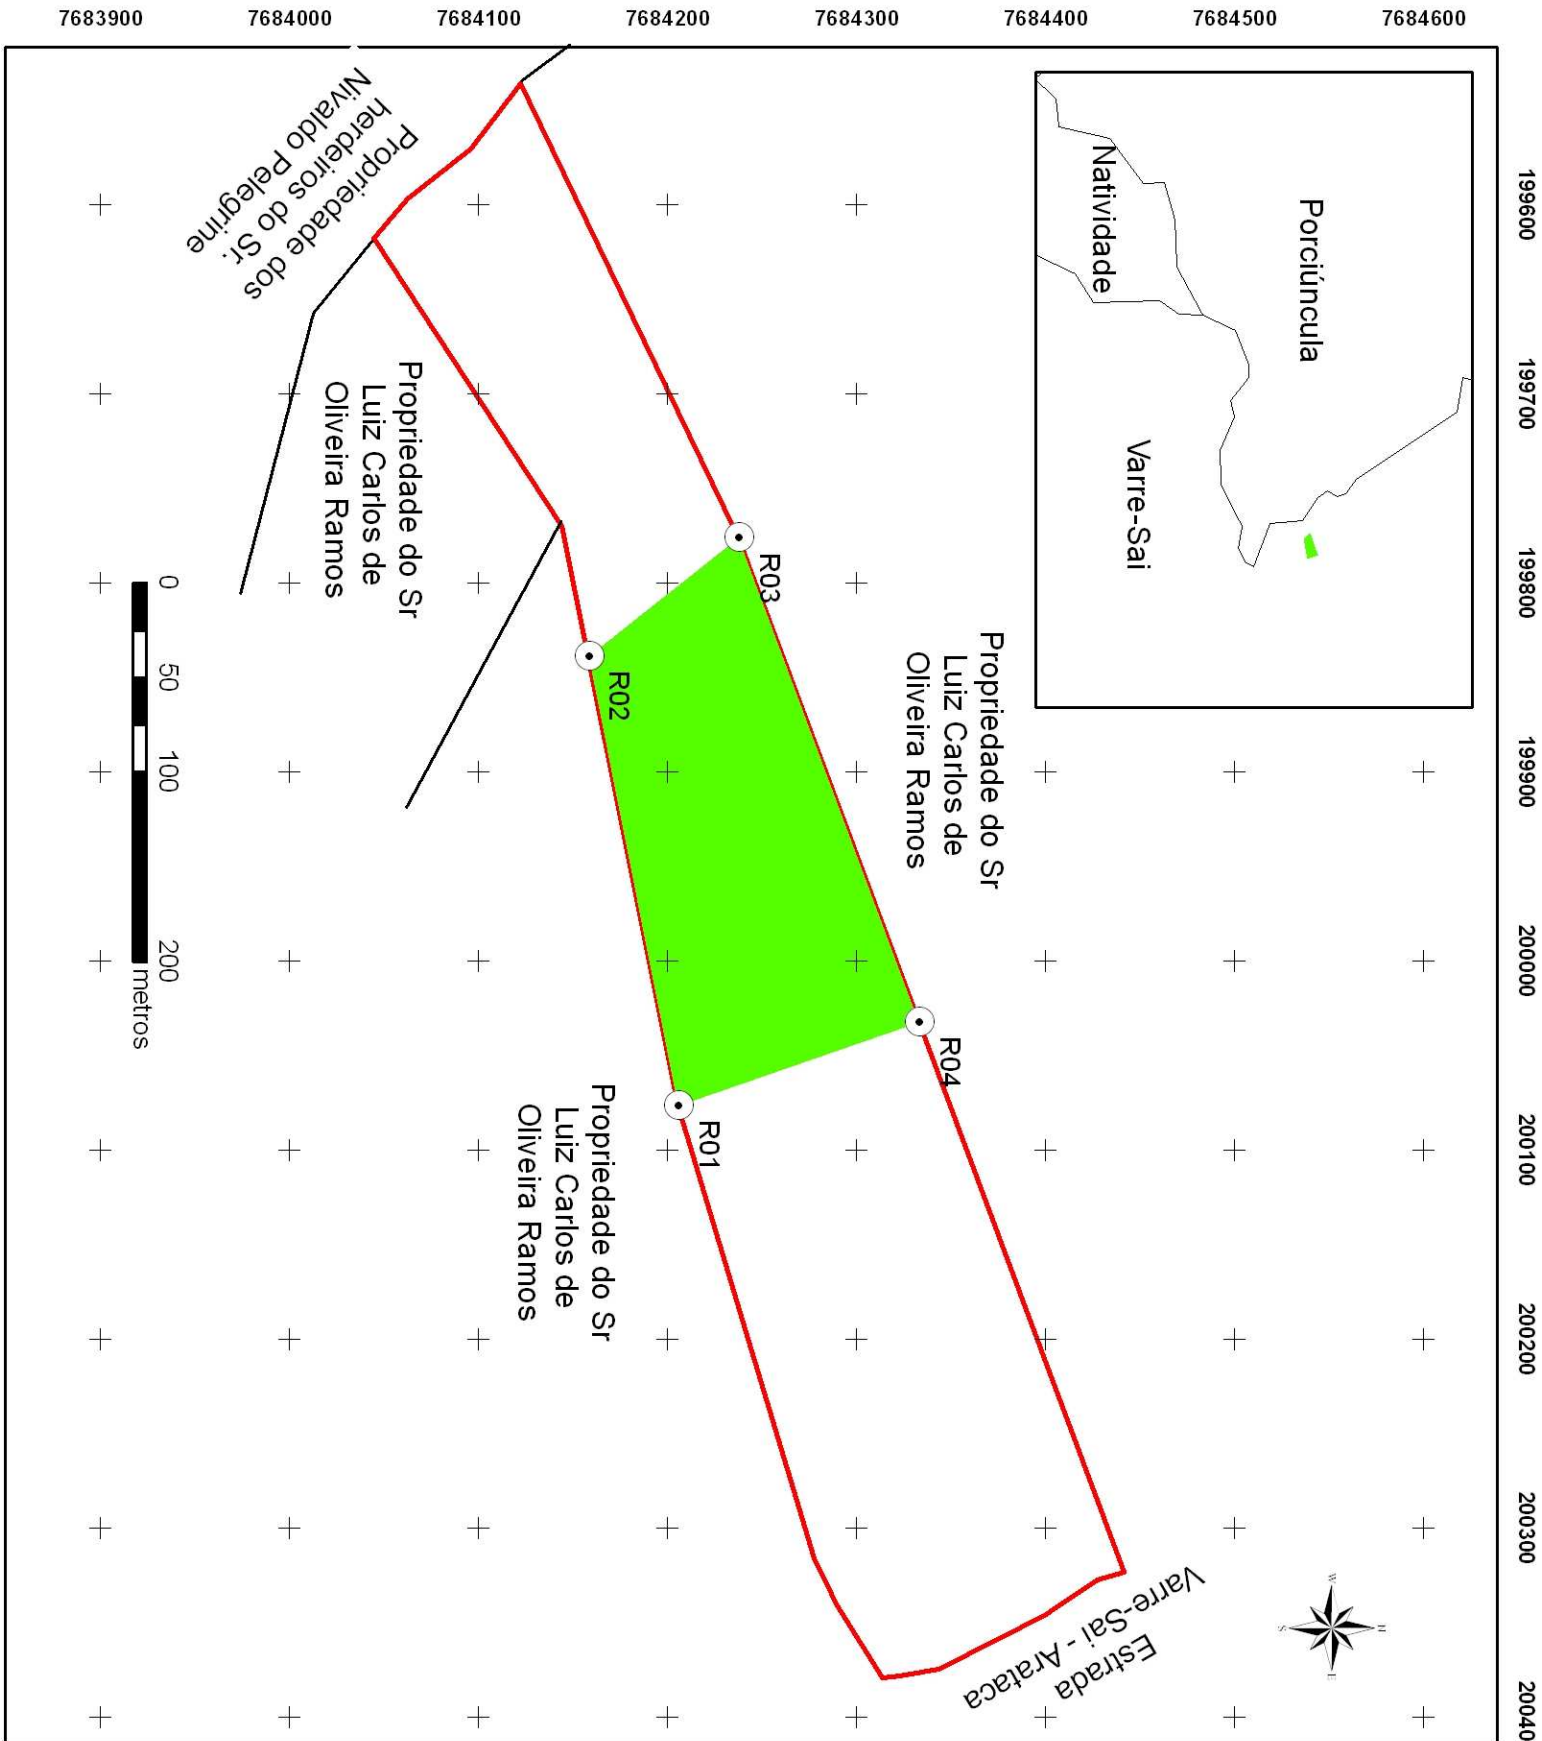 7683900 7684000 7684100 7684200 7684300 7684400 7684500 7684600
199600
199700
199800
199900
200000
200100
200200
200300
20040
Porciúncula
Natividade
Varre-Sai
Propriedade dos
herdeiros do Sr.
Nivaldo Pelegrine
Propriedade do Sr
Luiz Carlos de
Oliveira Ramos
Propriedade do Sr
Luiz Carlos de
Oliveira Ramos
Propriedade do Sr
Luiz Carlos de
Oliveira Ramos
R03
R02
R04
R01
Estrada
Varre-Sai - Arataca
0 50 100 200
metros
N
W
E
S